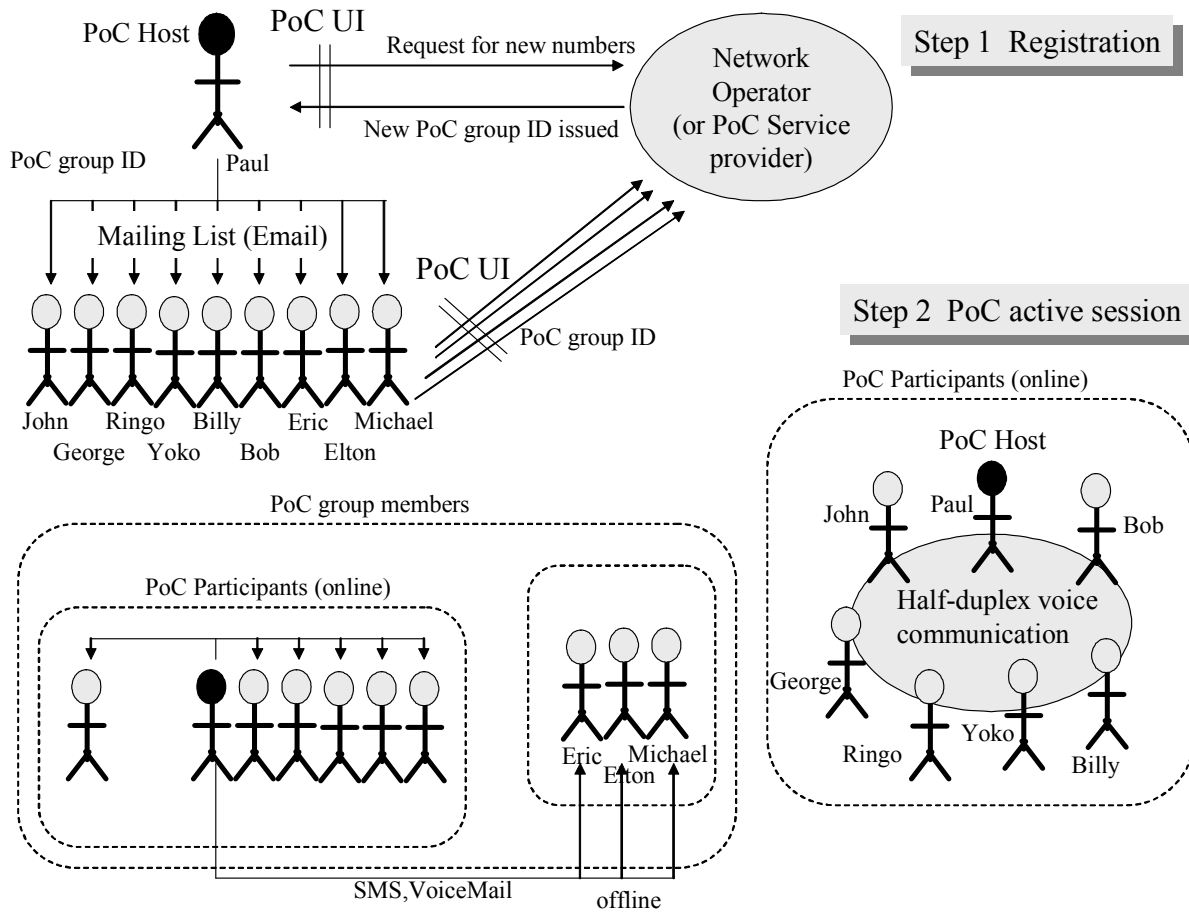 PoC Host
PoC UI
Request for new numbers
Step 1 Registration
Network
Operator
(or PoC Service
provider)
New PoC group ID issued
PoC group ID
Paul
Mailing List (Email)
PoC UI
PoC group ID
John
Ringo
Billy
Eric
Michael
George
Yoko
Bob
Elton
Step 2 PoC active session
PoC Participants (online)
PoC Host
John
Paul
Bob
Half-duplex voice
communication
George
Ringo
Yoko
Billy
PoC group members
PoC Participants (online)
Eric
Elton
Michael
SMS,VoiceMail
offline